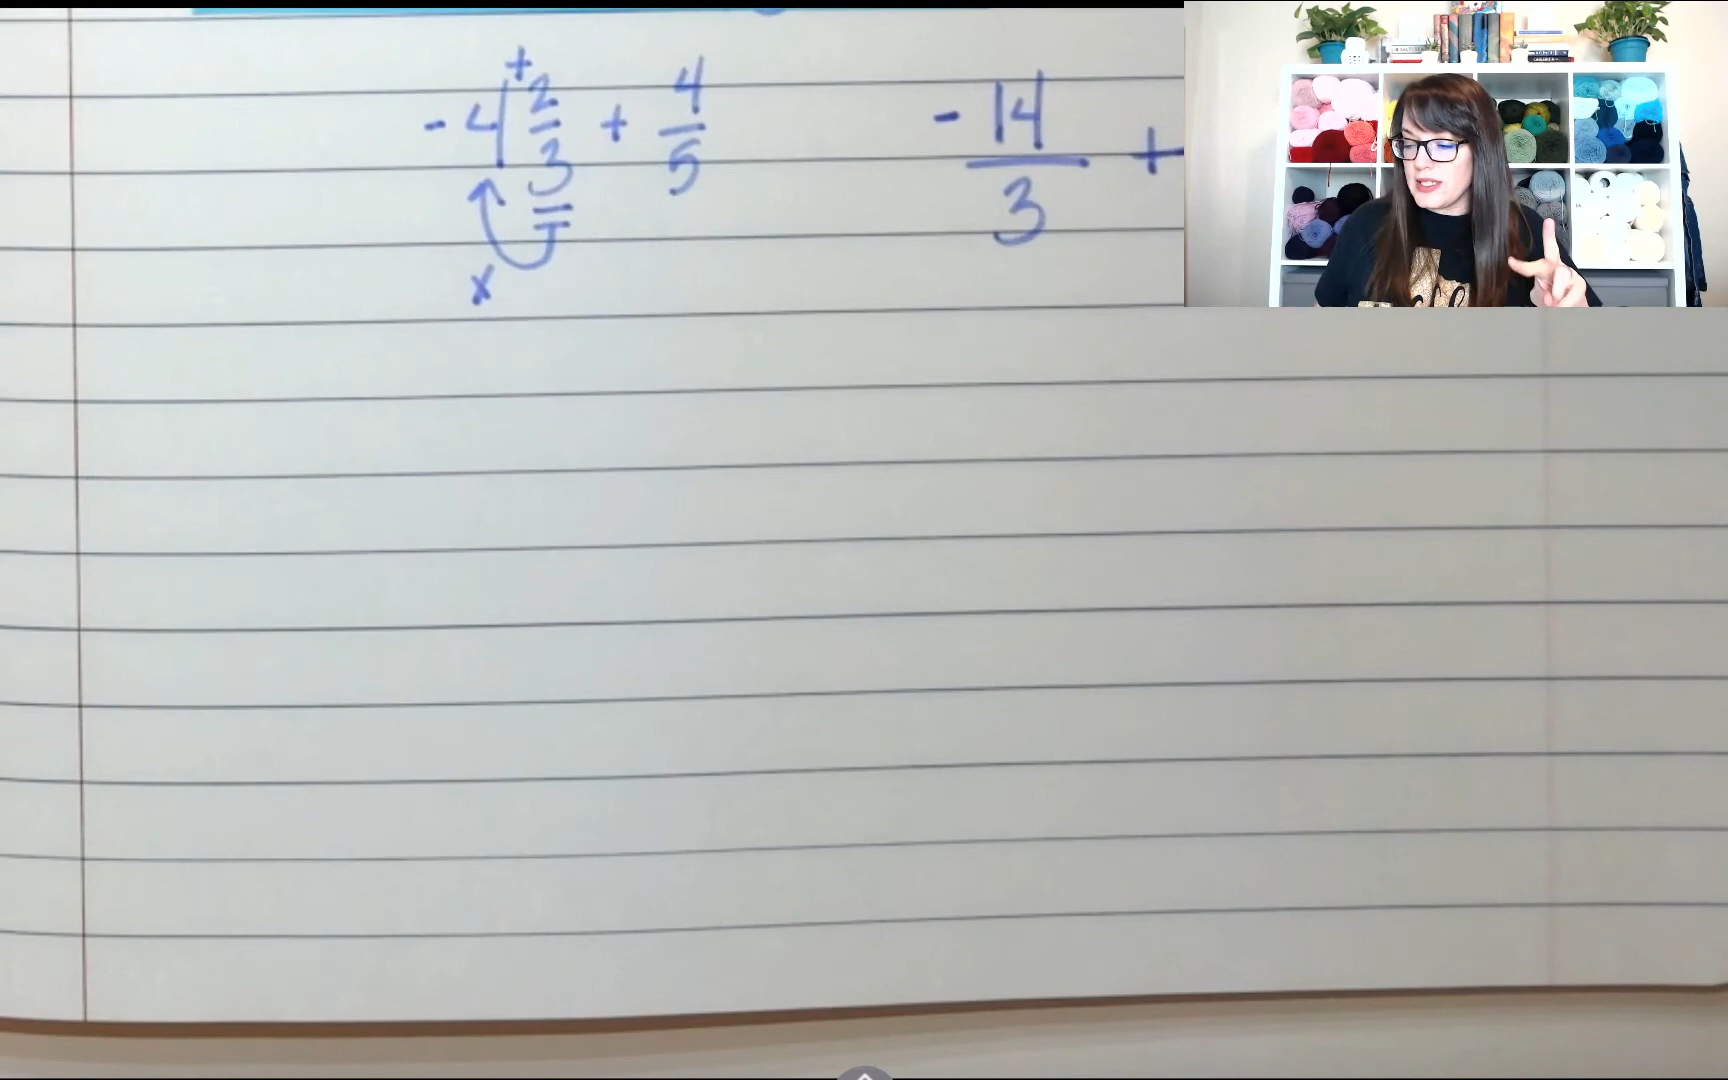 +
- 4 2/3 + 4/5 - 14/3 +
x